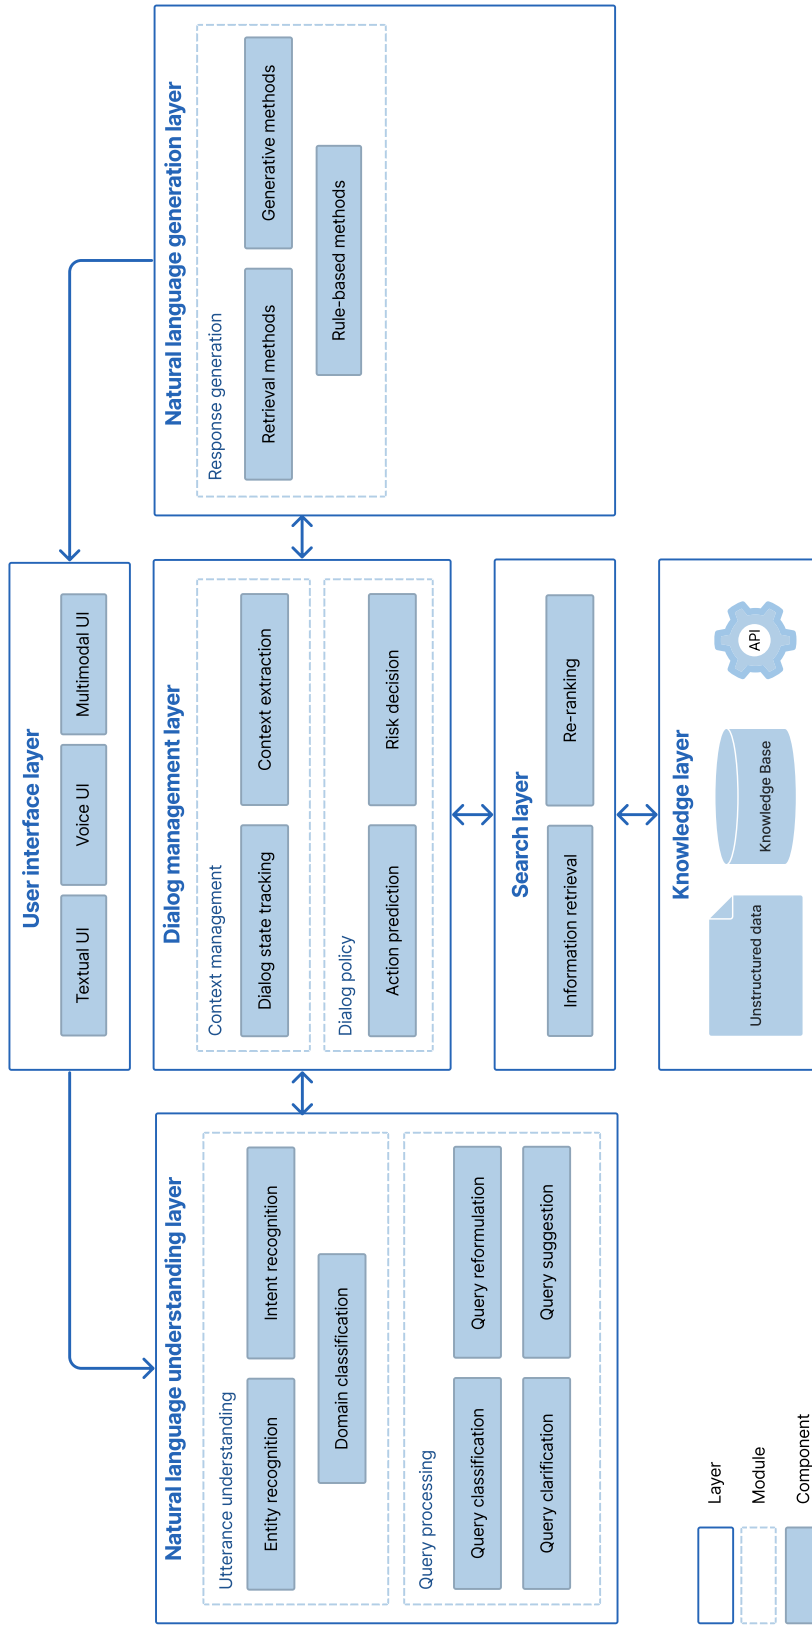 User interface layer
Textual UI
Voice UI
Multimodal UI
Natural language understanding layer
Utterance understanding
Entity recognition
Intent recognition
Domain classification
Query processing
Query classification
Query reformulation
Query clarification
Query suggestion
Dialog management layer
Context management
Dialog state tracking
Context extraction
Dialog policy
Action prediction
Risk decision
Natural language generation layer
Response generation
Retrieval methods
Generative methods
Rule-based methods
Search layer
Information retrieval
Re-ranking
Knowledge layer
Unstructured data
Knowledge Base
API
Layer
Module
Component